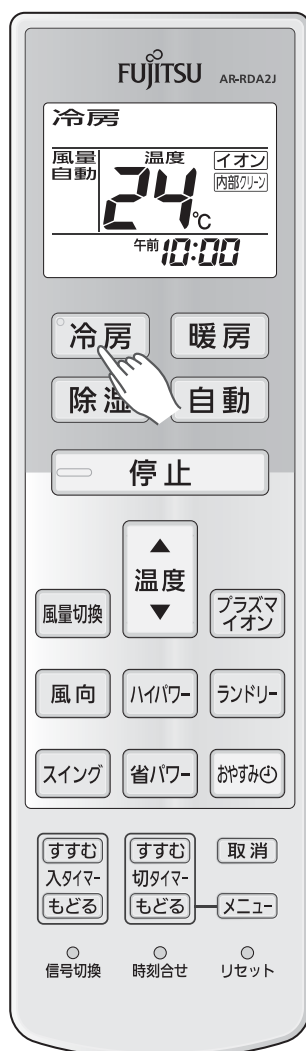 FUJITSU AR-RDA2J
冷房
風量 温度 イオン
自動 24℃ 内部クリーン
午前 10:00
冷房 暖房
除湿 自動
停止
▲
温度
▼
風量切換 プラズマ
イオン
風向 ハイパワー ランドリー
スイング 省パワー おやすみ
すすむ すすむ 取消
入タイマー 切タイマー
もどる もどる メニュー
信号切換 時刻合せ リセット